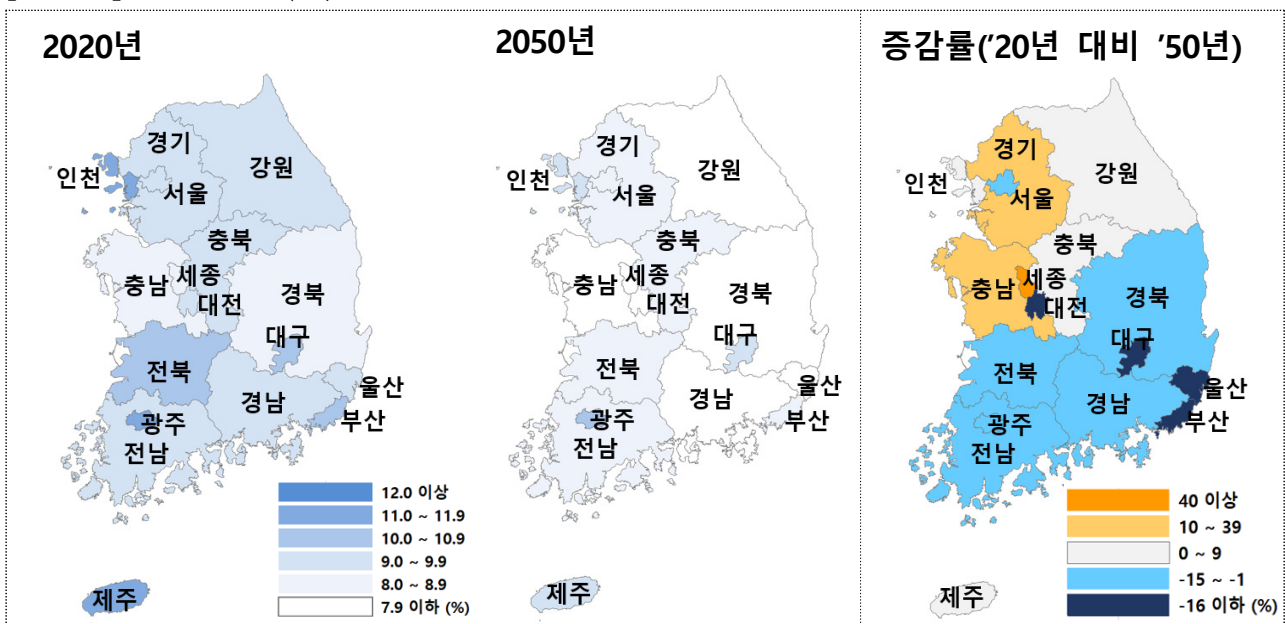 2020년
경기
강원
인천
서울
충북
충남
세종
대전
경북
대구
전북
울산
경남
부산
광주
전남
제주
12.0 이상
11.0 ~ 11.9
10.0 ~ 10.9
9.0 ~ 9.9
8.0 ~ 8.9
7.9 이하 (%)
2050년
경기
강원
인천
서울
충북
충남
세종
대전
경북
대구
전북
울산
경남
부산
광주
전남
제주
증감률('20년 대비 '50년)
경기
강원
인천
서울
충북
충남
세종
대전
경북
대구
전북
울산
경남
부산
광주
전남
제주
40 이상
10 ~ 39
0 ~ 9
-15 ~ -1
-16 이하 (%)